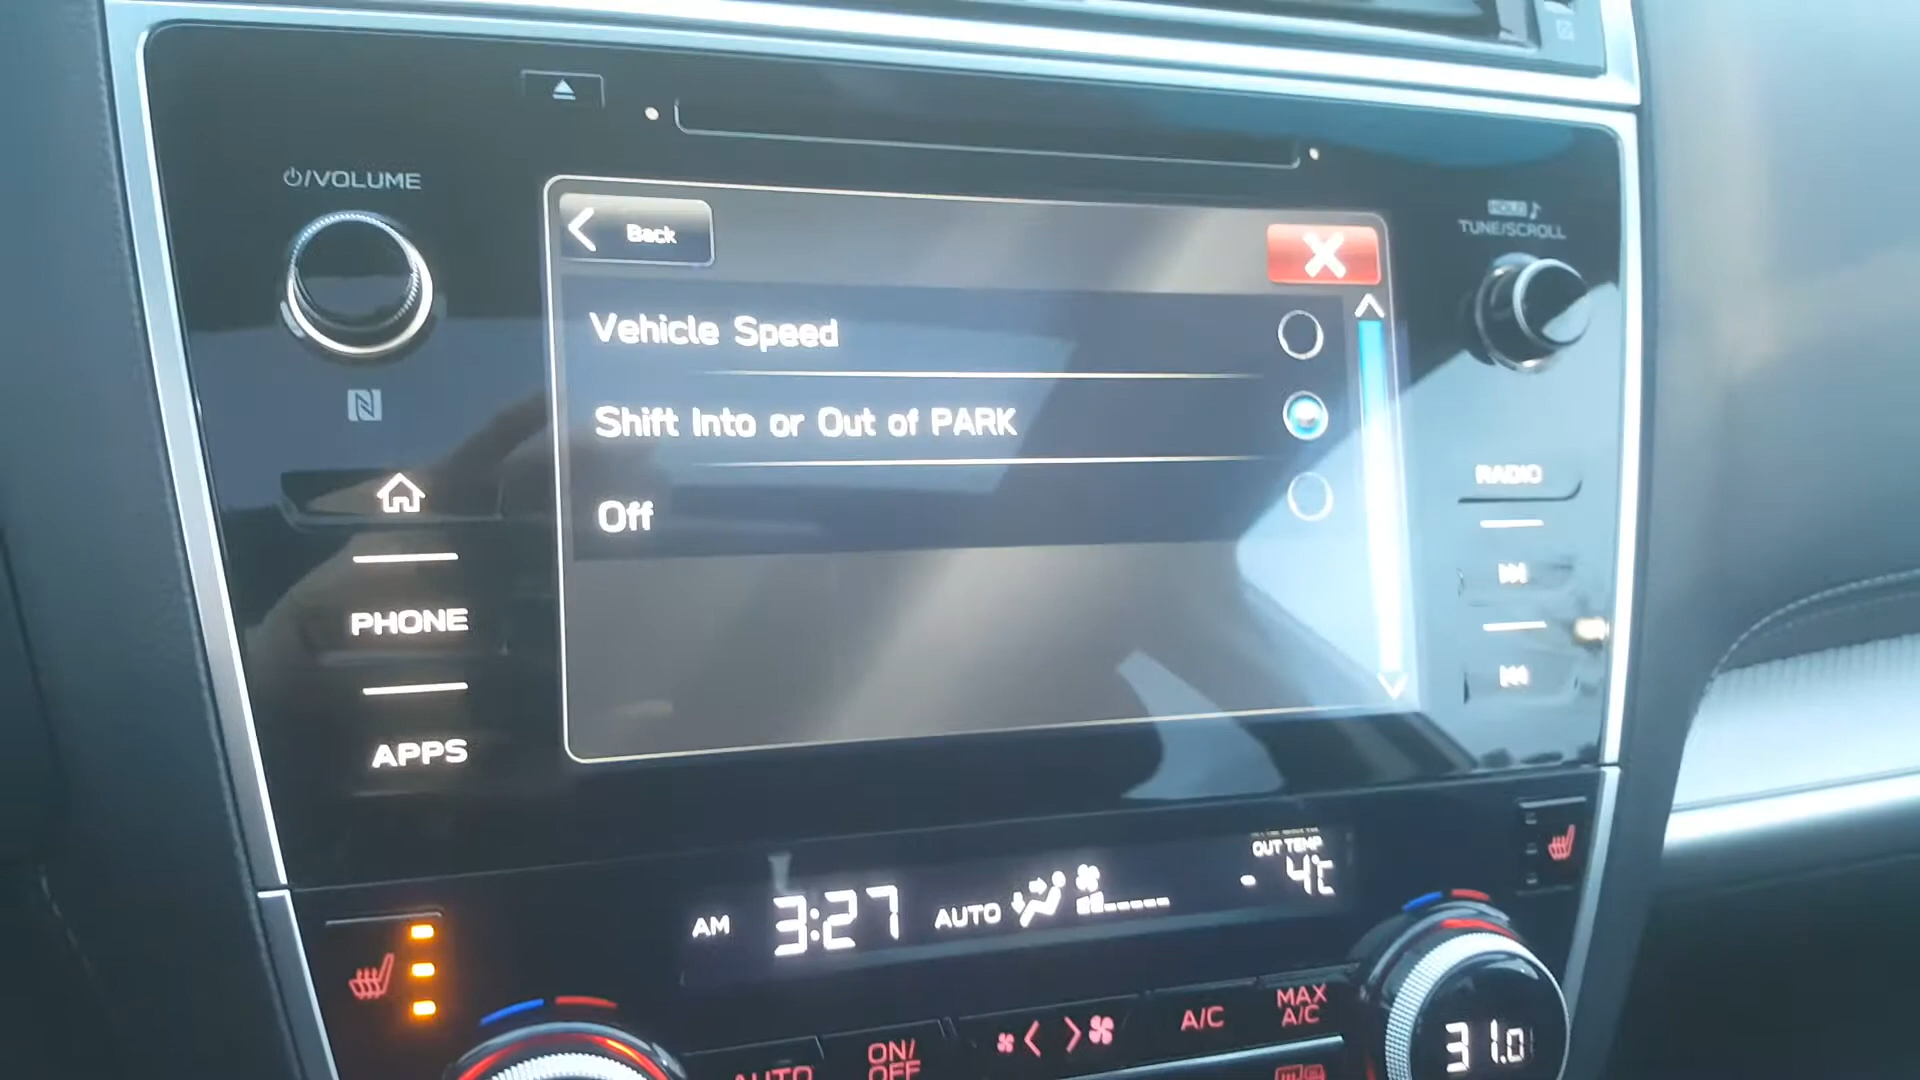 /VOLUME
HOLD
TUNE/SCROLL
Back
Vehicle Speed
Shift Into or Out of PARK
Off
RADIO
PHONE
APPS
OUT TEMP
AM 3:27 AUTO - 4°C
A/C
MAX
A/C
ON/
OFF
AUTO
31.0